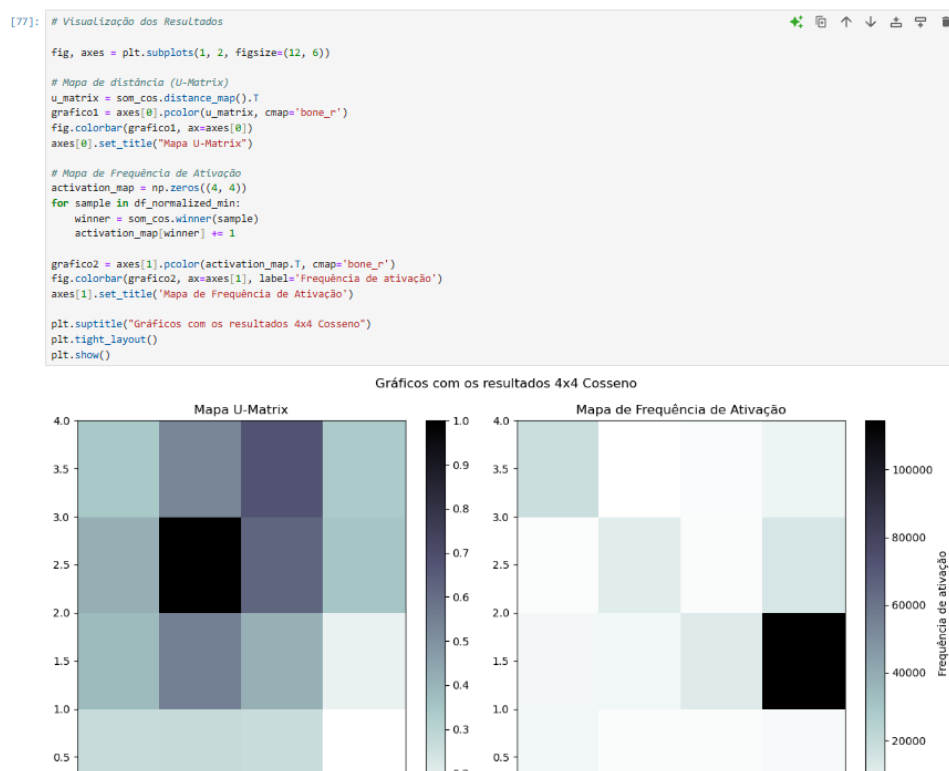 [77]: # Visualização dos Resultados
fig, axes = plt.subplots(1, 2, figsize=(12, 6))
# Mapa de distância (U-Matrix)
u_matrix = som_cos.distance_map().T
grafico1 = axes[0].pcolor(u_matrix, cmap='bone_r')
fig.colorbar(grafico1, ax=axes[0])
axes[0].set_title("Mapa U-Matrix")
# Mapa de Frequência de Ativação
activation_map = np.zeros((4, 4))
for sample in df_normalized_min:
    winner = som_cos.winner(sample)
    activation_map[winner] += 1
grafico2 = axes[1].pcolor(activation_map.T, cmap='bone_r')
fig.colorbar(grafico2, ax=axes[1], label='Frequência de ativação')
axes[1].set_title('Mapa de Frequência de Ativação')
plt.suptitle("Gráficos com os resultados 4x4 Cosseno")
plt.tight_layout()
plt.show()
Gráficos com os resultados 4x4 Cosseno
Mapa U-Matrix
4.0
3.5
3.0
2.5
2.0
1.5
1.0
0.5
1.0
0.9
0.8
0.7
0.6
0.5
0.4
0.3
Mapa de Frequência de Ativação
4.0
3.5
3.0
2.5
2.0
1.5
1.0
0.5
100000
80000
60000
40000
20000
Frequência de ativação